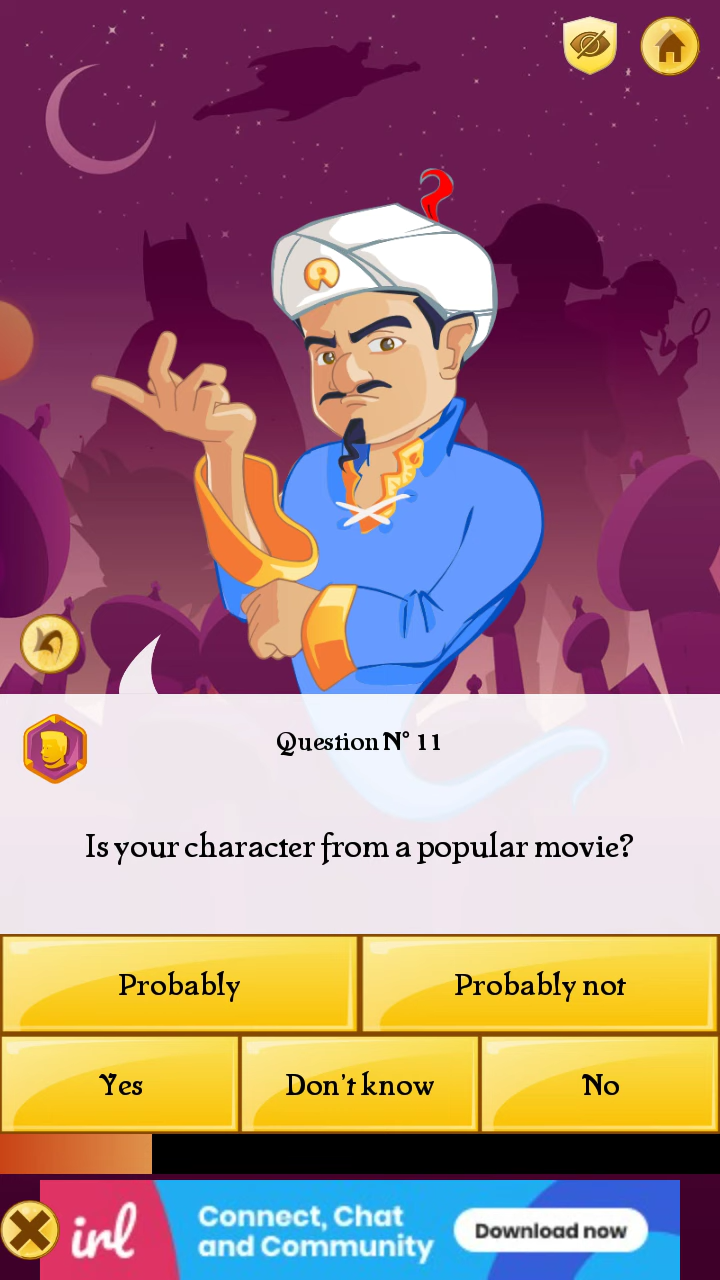 Question N° 11
Is your character from a popular movie?
Probably
Probably not
Yes
Don't know
No
irl
Connect, Chat
and Community
Download now